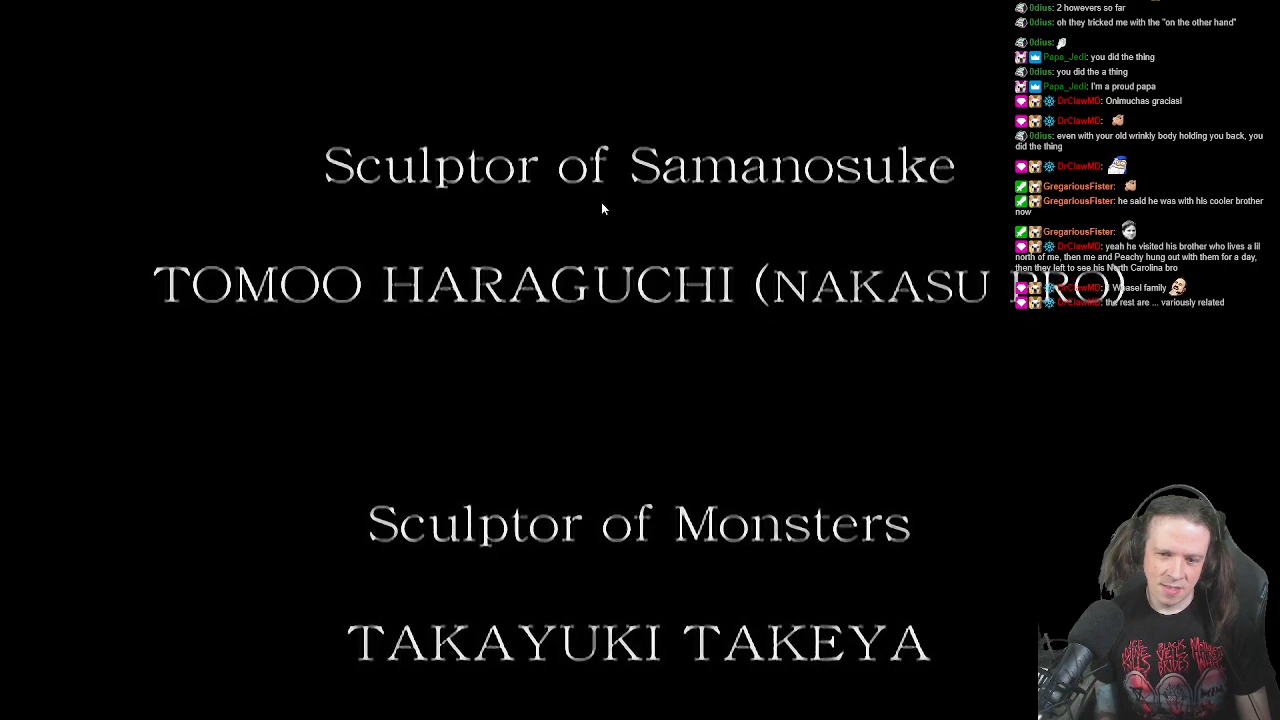 Sculptor of Samanosuke
TOMOO HARAGUCHI (NAKASU PRO)
Sculptor of Monsters
TAKAYUKI TAKEYA
0dius: 2 howevers so far
0dius: oh they tricked me with the "on the other hand"
0dius:
Papa_Jedi: you did the thing
0dius: you did the a thing
Papa_Jedi: I'm a proud papa
DrClawMD: Onimuchas gracias!
DrClawMD:
0dius: even with your old wrinkly body holding you back, you
did the thing
DrClawMD:
GregariousFister:
GregariousFister: he said he was with his cooler brother
now
GregariousFister:
DrClawMD: yeah he visited his brother who lives a lil
north of me, then me and Peachy hung out with them for a day,
then they left to see his North Carolina bro
DrClawMD: Weasel family
DrClawMD: the rest are ... variously related